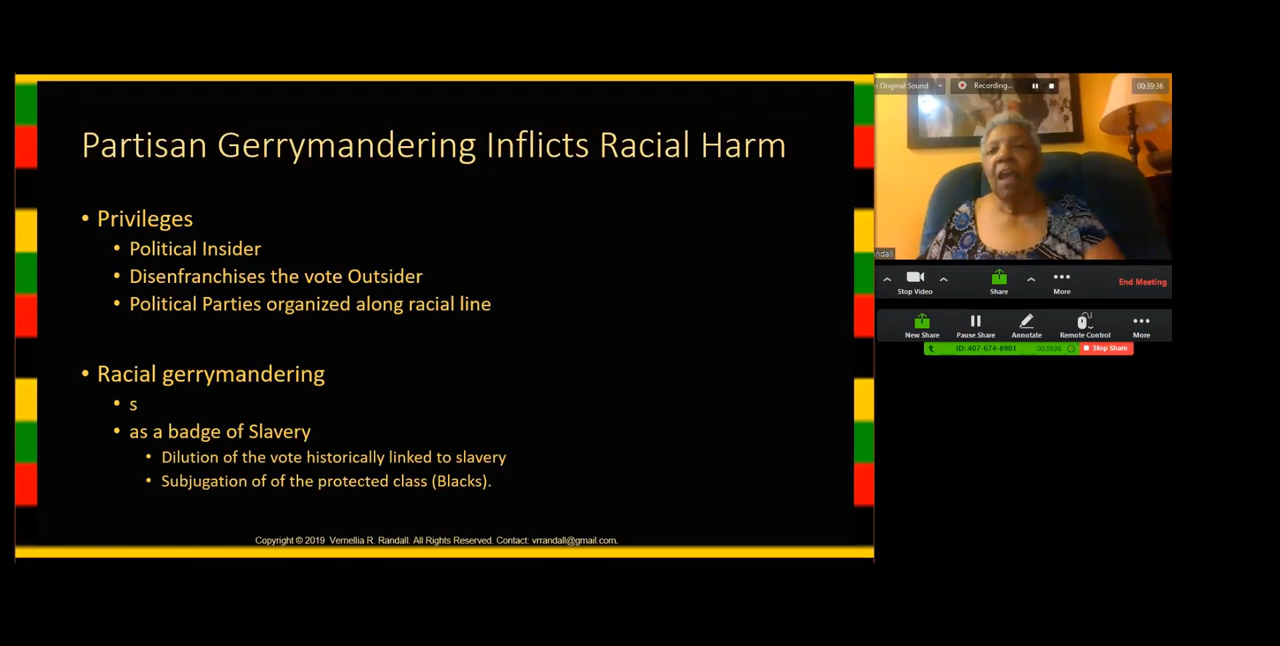 Partisan Gerrymandering Inflicts Racial Harm
• Privileges
• Political Insider
• Disenfranchises the vote Outsider
• Political Parties organized along racial line
• Racial gerrymandering
• s
• as a badge of Slavery
• Dilution of the vote historically linked to slavery
• Subjugation of of the protected class (Blacks).
Copyright © 2019 Vernellia R. Randall. All Rights Reserved. Contact: vrrandall@gmail.com.
Original Sound
Recording...
00:39:36
ndall
Stop Video
Share
More
End Meeting
New Share
Pause Share
Annotate
Remote Control
More
ID: 407-674-6901
Stop Share